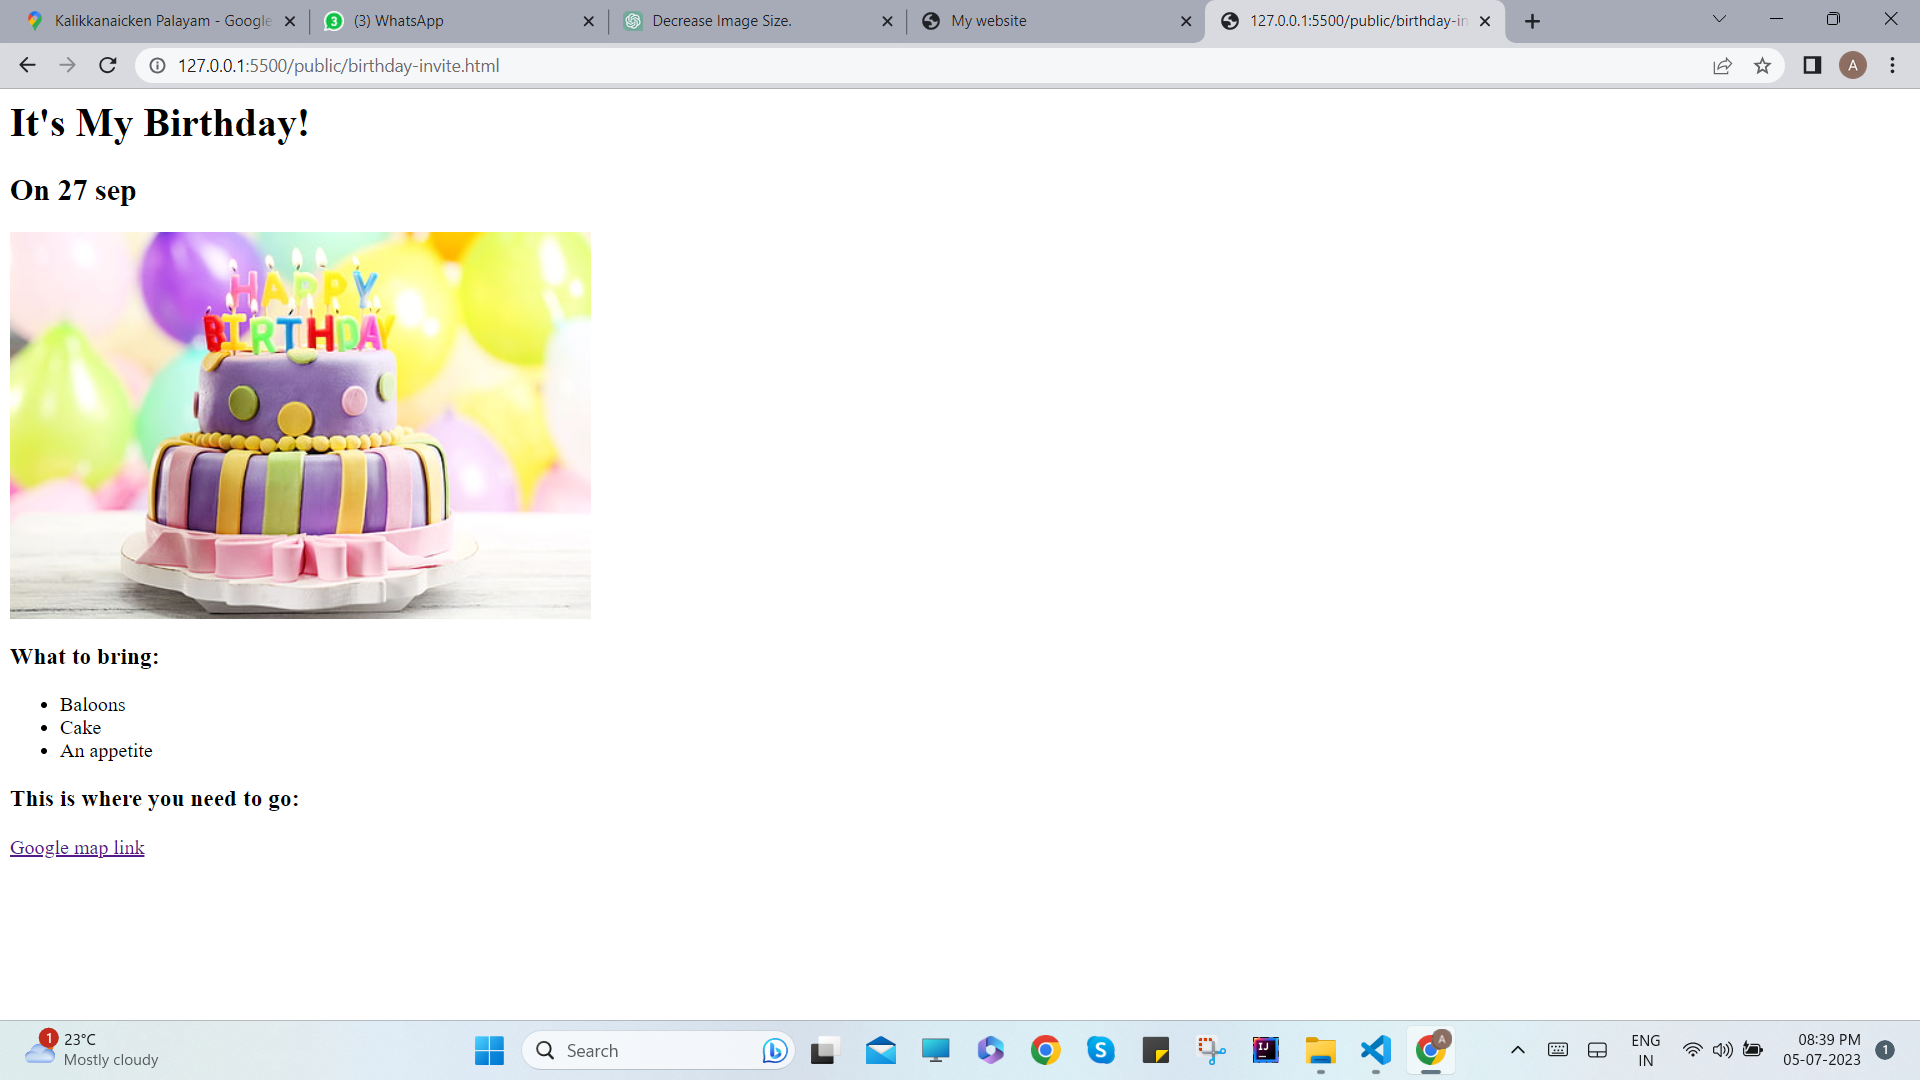 Kalikkanaicken Palayam - Google
3
(3) WhatsApp
Decrease Image Size.
My website
127.0.0.1:5500/public/birthday-in
127.0.0.1:5500/public/birthday-invite.html
A
It's My Birthday!
On 27 sep
HAPPY
BIRTHDAY
What to bring:
Baloons
Cake
An appetite
This is where you need to go:
Google map link
1
23°C
Mostly cloudy
Search
S
IJ
A
ENG
IN
08:39 PM
05-07-2023
1